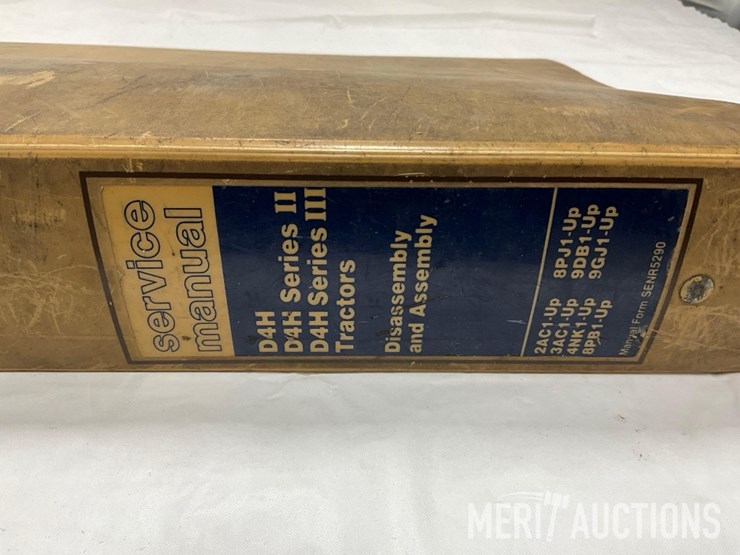 service
manual
D4H
D4H Series II
D4H Series III
Tractors
Disassembly
and Assembly
2AC1-Up 8PJ1-Up
3AC1-Up 9DB1-Up
4NK1-Up 9GJ1-Up
8PB1-Up
Manual Form SENR5290
MERIT AUCTIONS